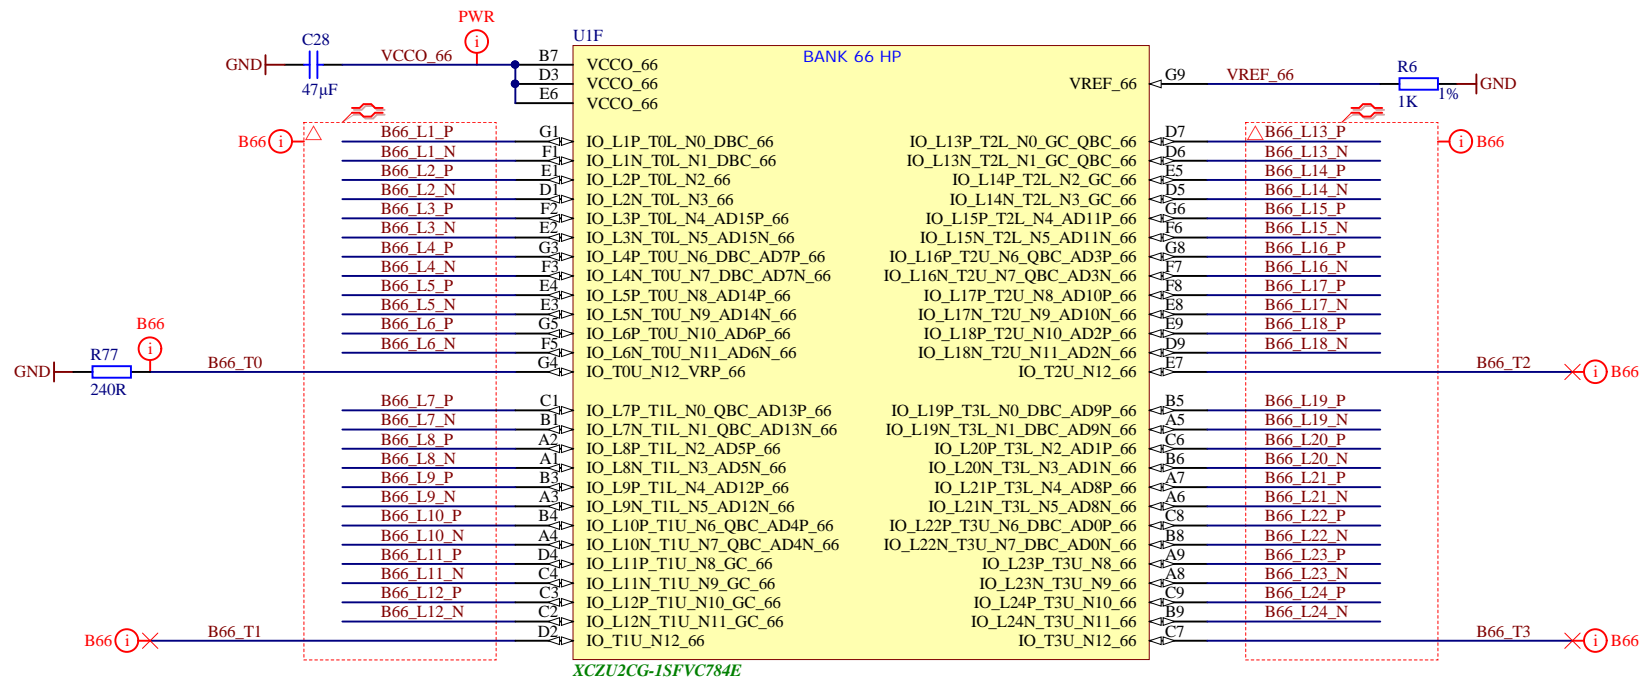 PWR
C28
U1F
BANK 66 HP
GND
VCCO_66
B7
VCCO_66
47µF
D3
VCCO_66
E6
VCCO_66
VREF_66
G9
VREF_66
R6
1K
1%
GND
B66
i
B66_L1_P G1 IO_L1P_T0L_N0_DBC_66
B66_L1_N F1 IO_L1N_T0L_N1_DBC_66
B66_L2_P E1 IO_L2P_T0L_N2_66
B66_L2_N D1 IO_L2N_T0L_N3_66
B66_L3_P F2 IO_L3P_T0L_N4_AD15P_66
B66_L3_N E2 IO_L3N_T0L_N5_AD15N_66
B66_L4_P G3 IO_L4P_T0U_N6_DBC_AD7P_66
B66_L4_N F3 IO_L4N_T0U_N7_DBC_AD7N_66
B66_L5_P E4 IO_L5P_T0U_N8_AD14P_66
B66_L5_N E3 IO_L5N_T0U_N9_AD14N_66
B66_L6_P G5 IO_L6P_T0U_N10_AD6P_66
B66_L6_N F5 IO_L6N_T0U_N11_AD6N_66
B66
i
R77
GND
240R
B66_T0 G4 IO_T0U_N12_VRP_66
B66_L7_P C1 IO_L7P_T1L_N0_QBC_AD13P_66
B66_L7_N B1 IO_L7N_T1L_N1_QBC_AD13N_66
B66_L8_P A2 IO_L8P_T1L_N2_AD5P_66
B66_L8_N A1 IO_L8N_T1L_N3_AD5N_66
B66_L9_P B3 IO_L9P_T1L_N4_AD12P_66
B66_L9_N A3 IO_L9N_T1L_N5_AD12N_66
B66_L10_P B4 IO_L10P_T1U_N6_QBC_AD4P_66
B66_L10_N A4 IO_L10N_T1U_N7_QBC_AD4N_66
B66_L11_P D4 IO_L11P_T1U_N8_GC_66
B66_L11_N C4 IO_L11N_T1U_N9_GC_66
B66_L12_P C3 IO_L12P_T1U_N10_GC_66
B66_L12_N C2 IO_L12N_T1U_N11_GC_66
B66 i B66_T1 D2 IO_T1U_N12_66
IO_L13P_T2L_N0_GC_QBC_66 D7 B66_L13_P
i B66
IO_L13N_T2L_N1_GC_QBC_66 D6 B66_L13_N
IO_L14P_T2L_N2_GC_66 E5 B66_L14_P
IO_L14N_T2L_N3_GC_66 D5 B66_L14_N
IO_L15P_T2L_N4_AD11P_66 G6 B66_L15_P
IO_L15N_T2L_N5_AD11N_66 F6 B66_L15_N
IO_L16P_T2U_N6_QBC_AD3P_66 G8 B66_L16_P
IO_L16N_T2U_N7_QBC_AD3N_66 F7 B66_L16_N
IO_L17P_T2U_N8_AD10P_66 F8 B66_L17_P
IO_L17N_T2U_N9_AD10N_66 E8 B66_L17_N
IO_L18P_T2U_N10_AD2P_66 E9 B66_L18_P
IO_L18N_T2U_N11_AD2N_66 D9 B66_L18_N
IO_T2U_N12_66 E7 B66_T2 i B66
IO_L19P_T3L_N0_DBC_AD9P_66 B5 B66_L19_P
IO_L19N_T3L_N1_DBC_AD9N_66 A5 B66_L19_N
IO_L20P_T3L_N2_AD1P_66 C6 B66_L20_P
IO_L20N_T3L_N3_AD1N_66 B6 B66_L20_N
IO_L21P_T3L_N4_AD8P_66 A7 B66_L21_P
IO_L21N_T3L_N5_AD8N_66 A6 B66_L21_N
IO_L22P_T3U_N6_DBC_AD0P_66 C8 B66_L22_P
IO_L22N_T3U_N7_DBC_AD0N_66 B8 B66_L22_N
IO_L23P_T3U_N8_66 A9 B66_L23_P
IO_L23N_T3U_N9_66 A8 B66_L23_N
IO_L24P_T3U_N10_66 C9 B66_L24_P
IO_L24N_T3U_N11_66 B9 B66_L24_N
IO_T3U_N12_66 C7 B66_T3 i B66
XCZU2CG-1SFVC784E